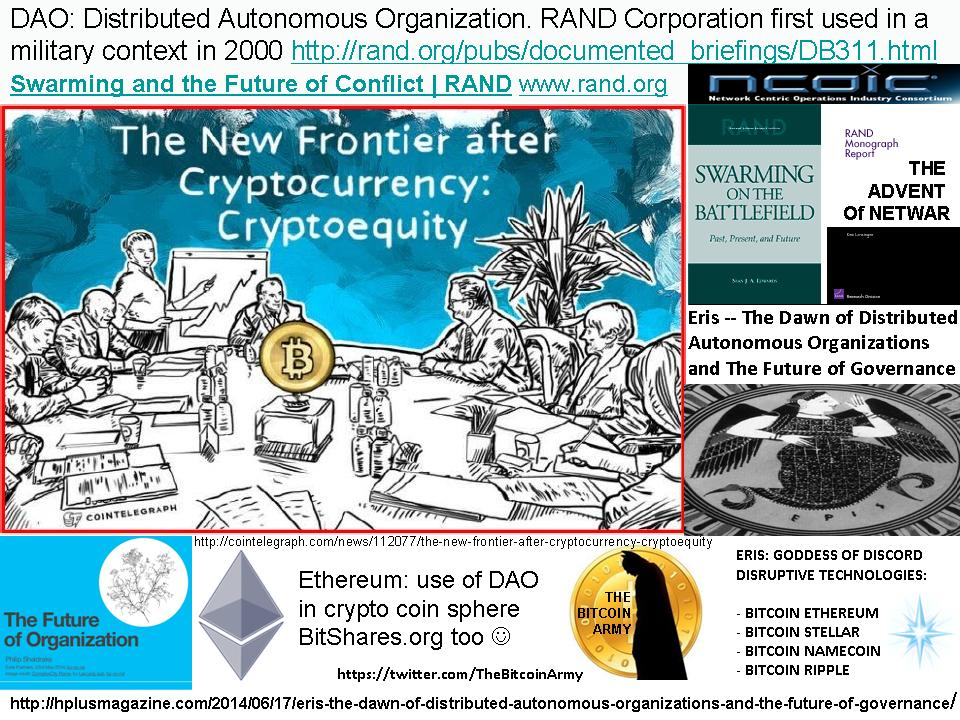 DAO: Distributed Autonomous Organization. RAND Corporation first used in a
military context in 2000 http://rand.org/pubs/documented_briefings/DB311.html
Swarming and the Future of Conflict | RAND www.rand.org
ncoic
Network Centric Operations Industry Consortium
The New Frontier after
Cryptocurrency:
Cryptoequity
COINTELEGRAPH
RAND
SWARMING
ON THE
BATTLEFIELD
Past, Present, and Future
SEAN J. A. EDWARDS
RAND
Monograph
Report
THE
ADVENT
Of NETWAR
Research Division
Eris -- The Dawn of Distributed
Autonomous Organizations
and The Future of Governance
ΕΡΙΣ
http://cointelegraph.com/news/112077/the-new-frontier-after-cryptocurrency-cryptoequity
The Future
of Organization
Philip Sheldrake
Ethereum: use of DAO
in crypto coin sphere
BitShares.org too ☺
https://twitter.com/TheBitcoinArmy
THE
BITCOIN
ARMY
ERIS: GODDESS OF DISCORD
DISRUPTIVE TECHNOLOGIES:
- BITCOIN ETHEREUM
- BITCOIN STELLAR
- BITCOIN NAMECOIN
- BITCOIN RIPPLE
http://hplusmagazine.com/2014/06/17/eris-the-dawn-of-distributed-autonomous-organizations-and-the-future-of-governance/